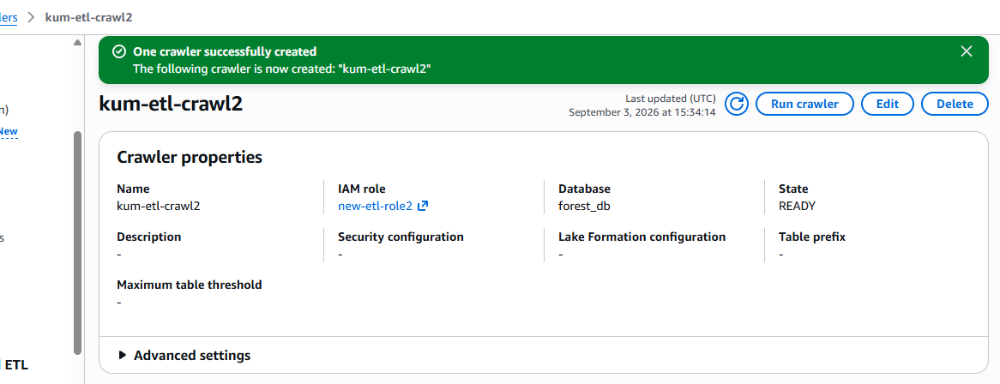 lers > kum-etl-crawl2
One crawler successfully created
The following crawler is now created: "kum-etl-crawl2"
n)
New
kum-etl-crawl2
Last updated (UTC)
September 3, 2026 at 15:34:14
Run crawler
Edit
Delete
Crawler properties
Name
kum-etl-crawl2
IAM role
new-etl-role2
Database
forest_db
State
READY
Description
-
Security configuration
-
Lake Formation configuration
-
Table prefix
-
Maximum table threshold
-
s
Advanced settings
ETL